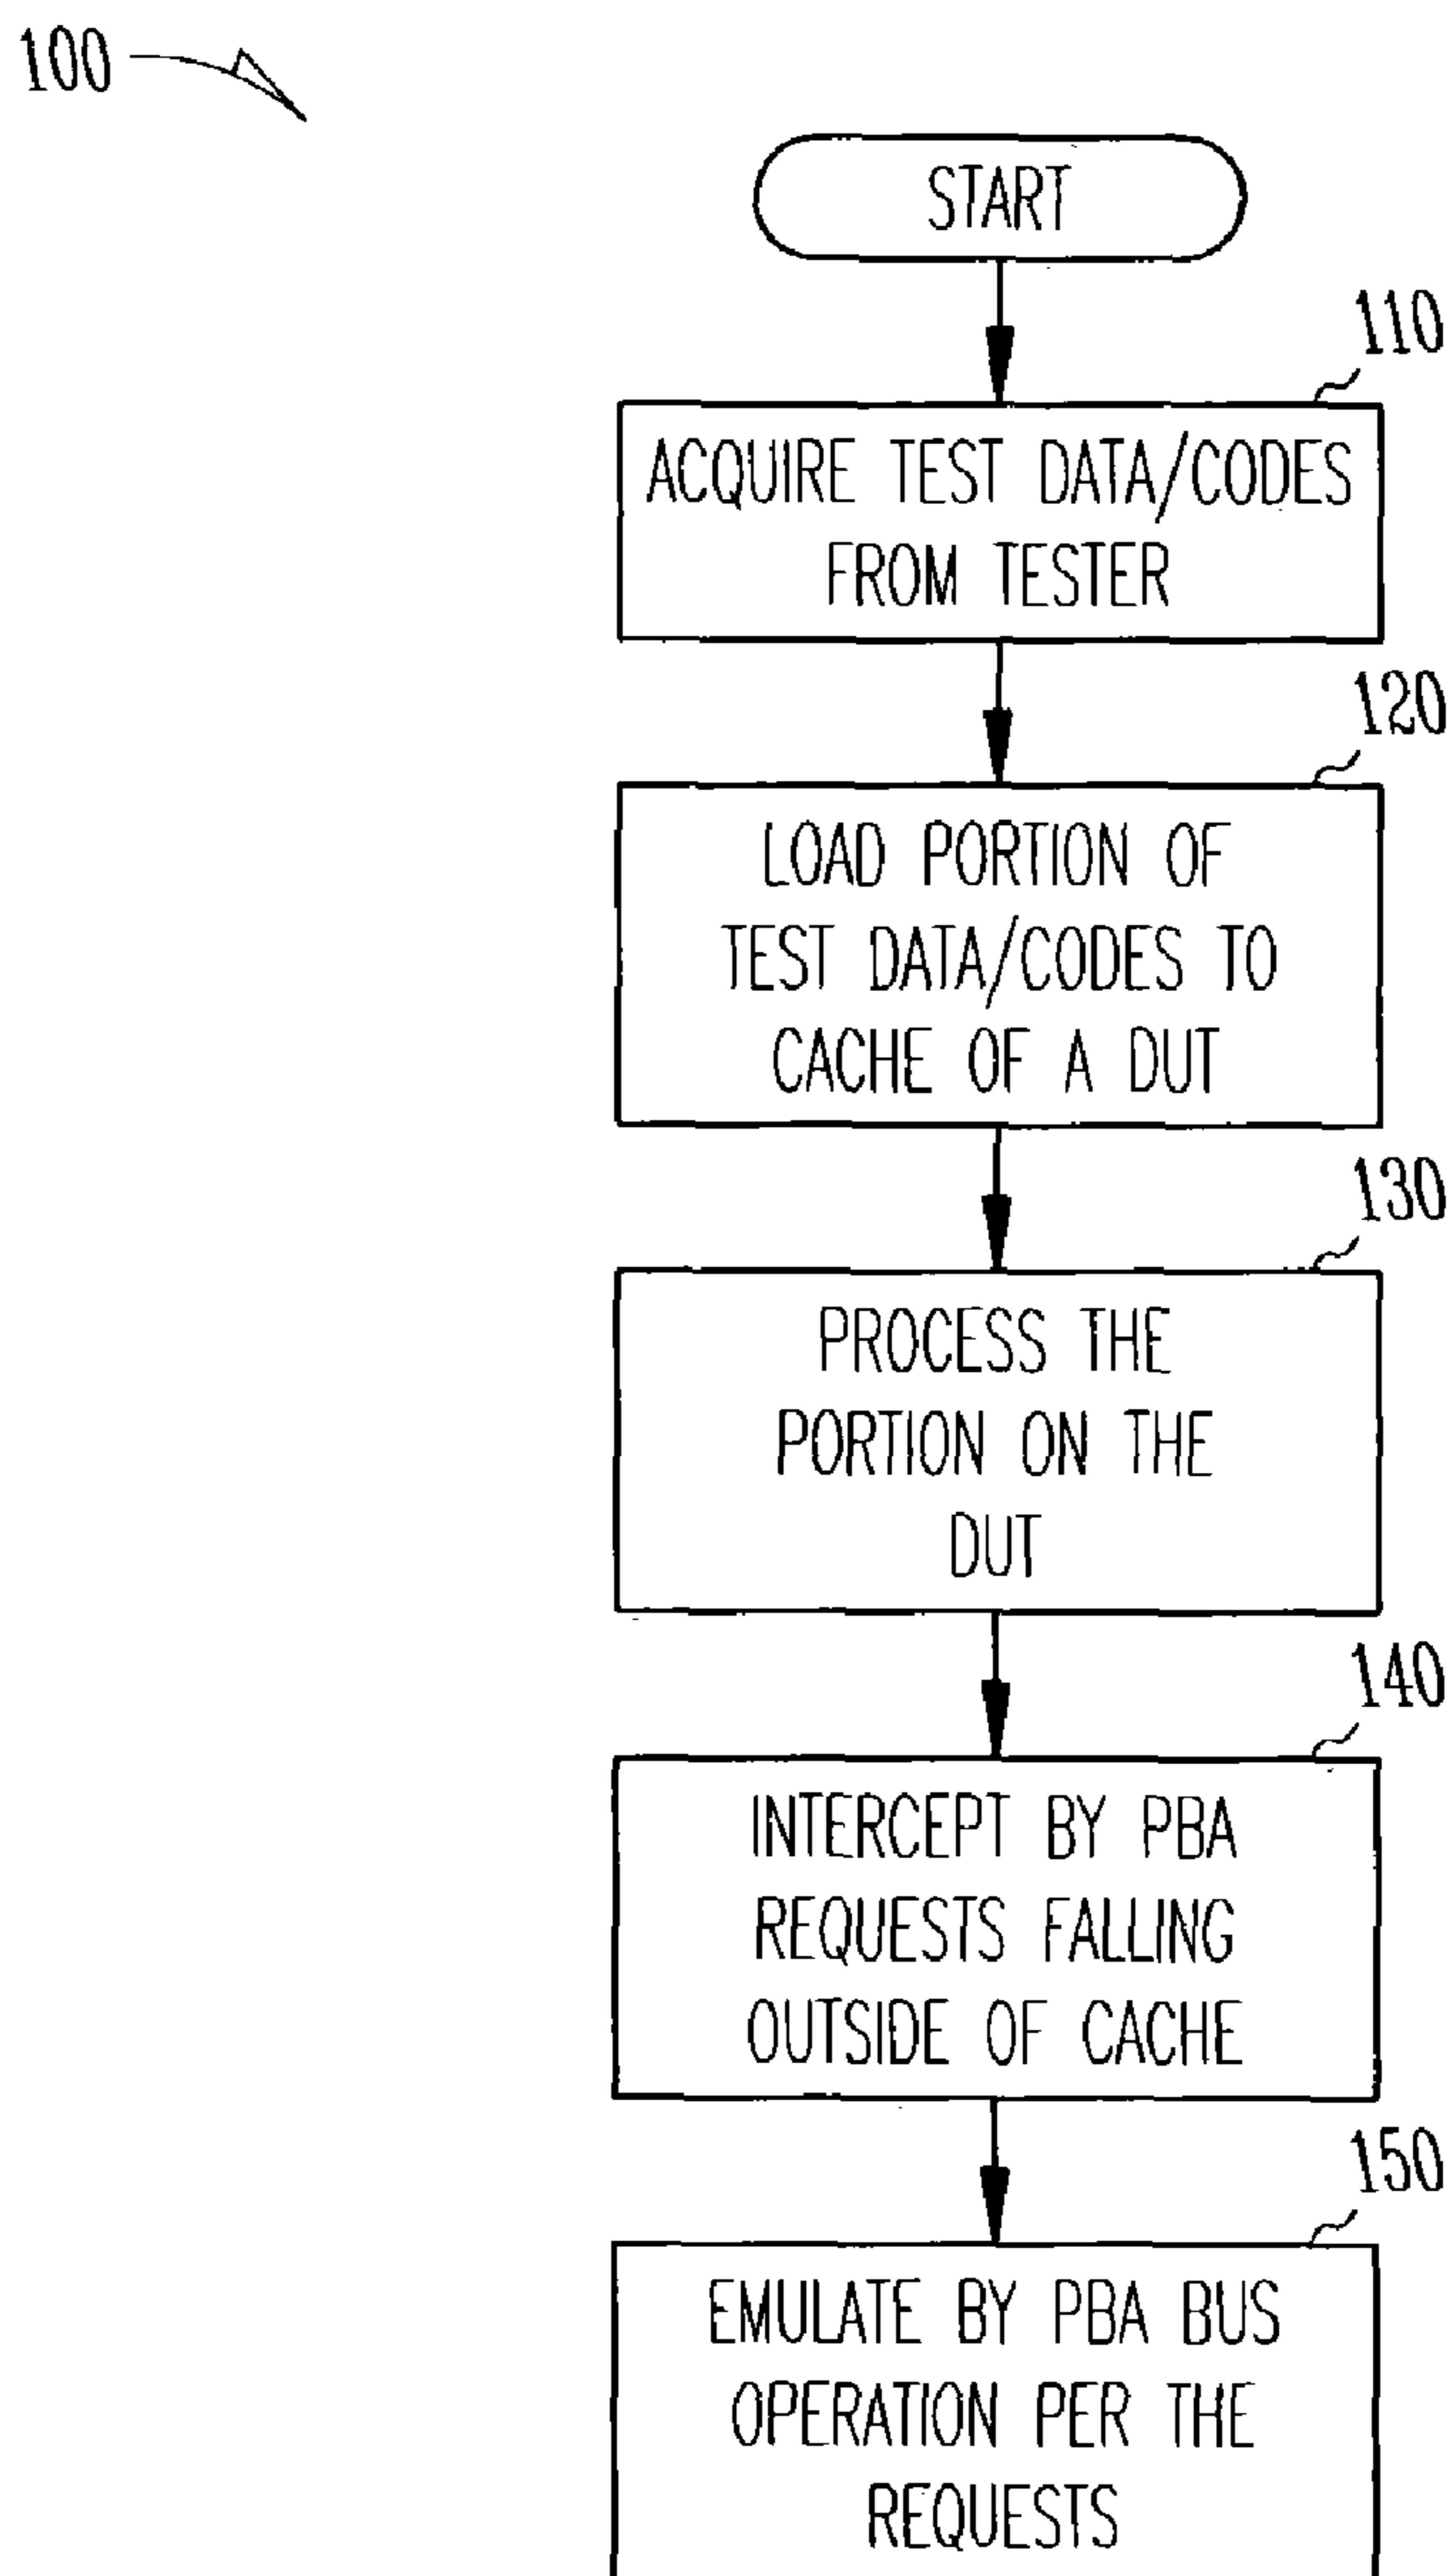 100
START
110
ACQUIRE TEST DATA/CODES
FROM TESTER
120
LOAD PORTION OF
TEST DATA/CODES TO
CACHE OF A DUT
130
PROCESS THE
PORTION ON THE
DUT
140
INTERCEPT BY PBA
REQUESTS FALLING
OUTSIDE OF CACHE
150
EMULATE BY PBA BUS
OPERATION PER THE
REQUESTS